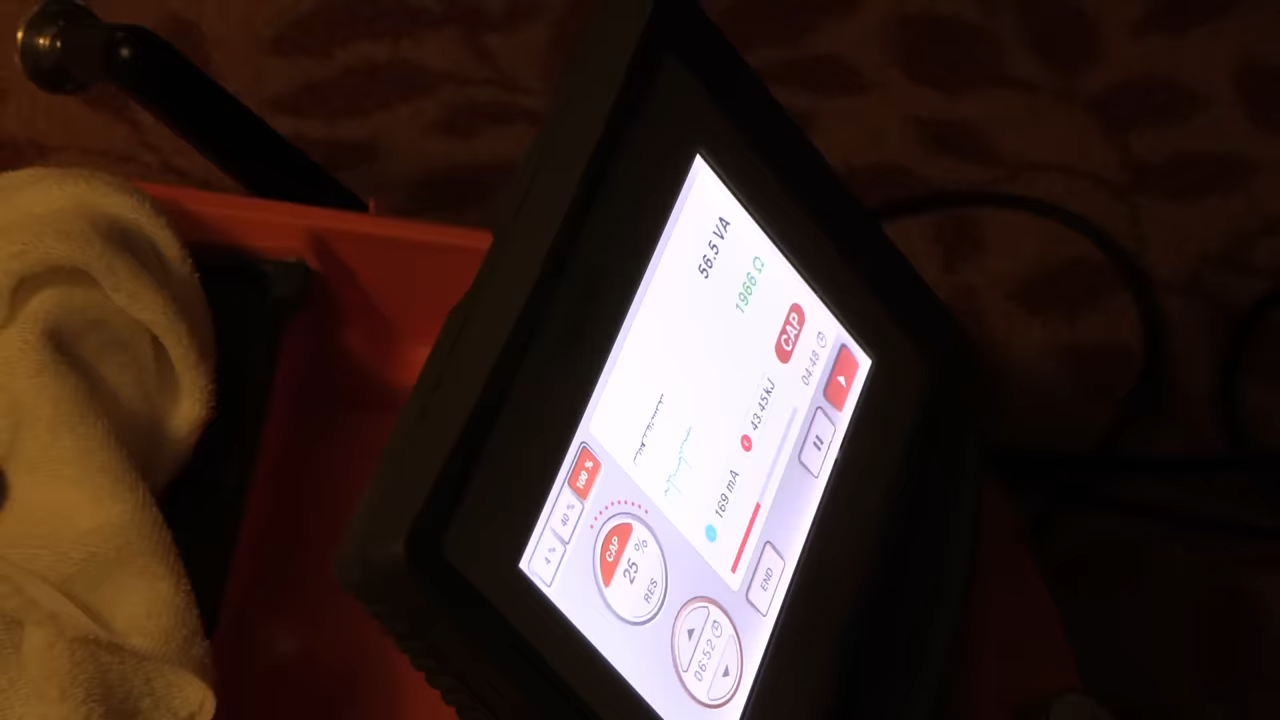 56.5 VA
1966 Ω
CAP
169 mA
E 43.45kJ
04:48
4 %
40 %
100 %
CAP
25 %
RES
06:52
END